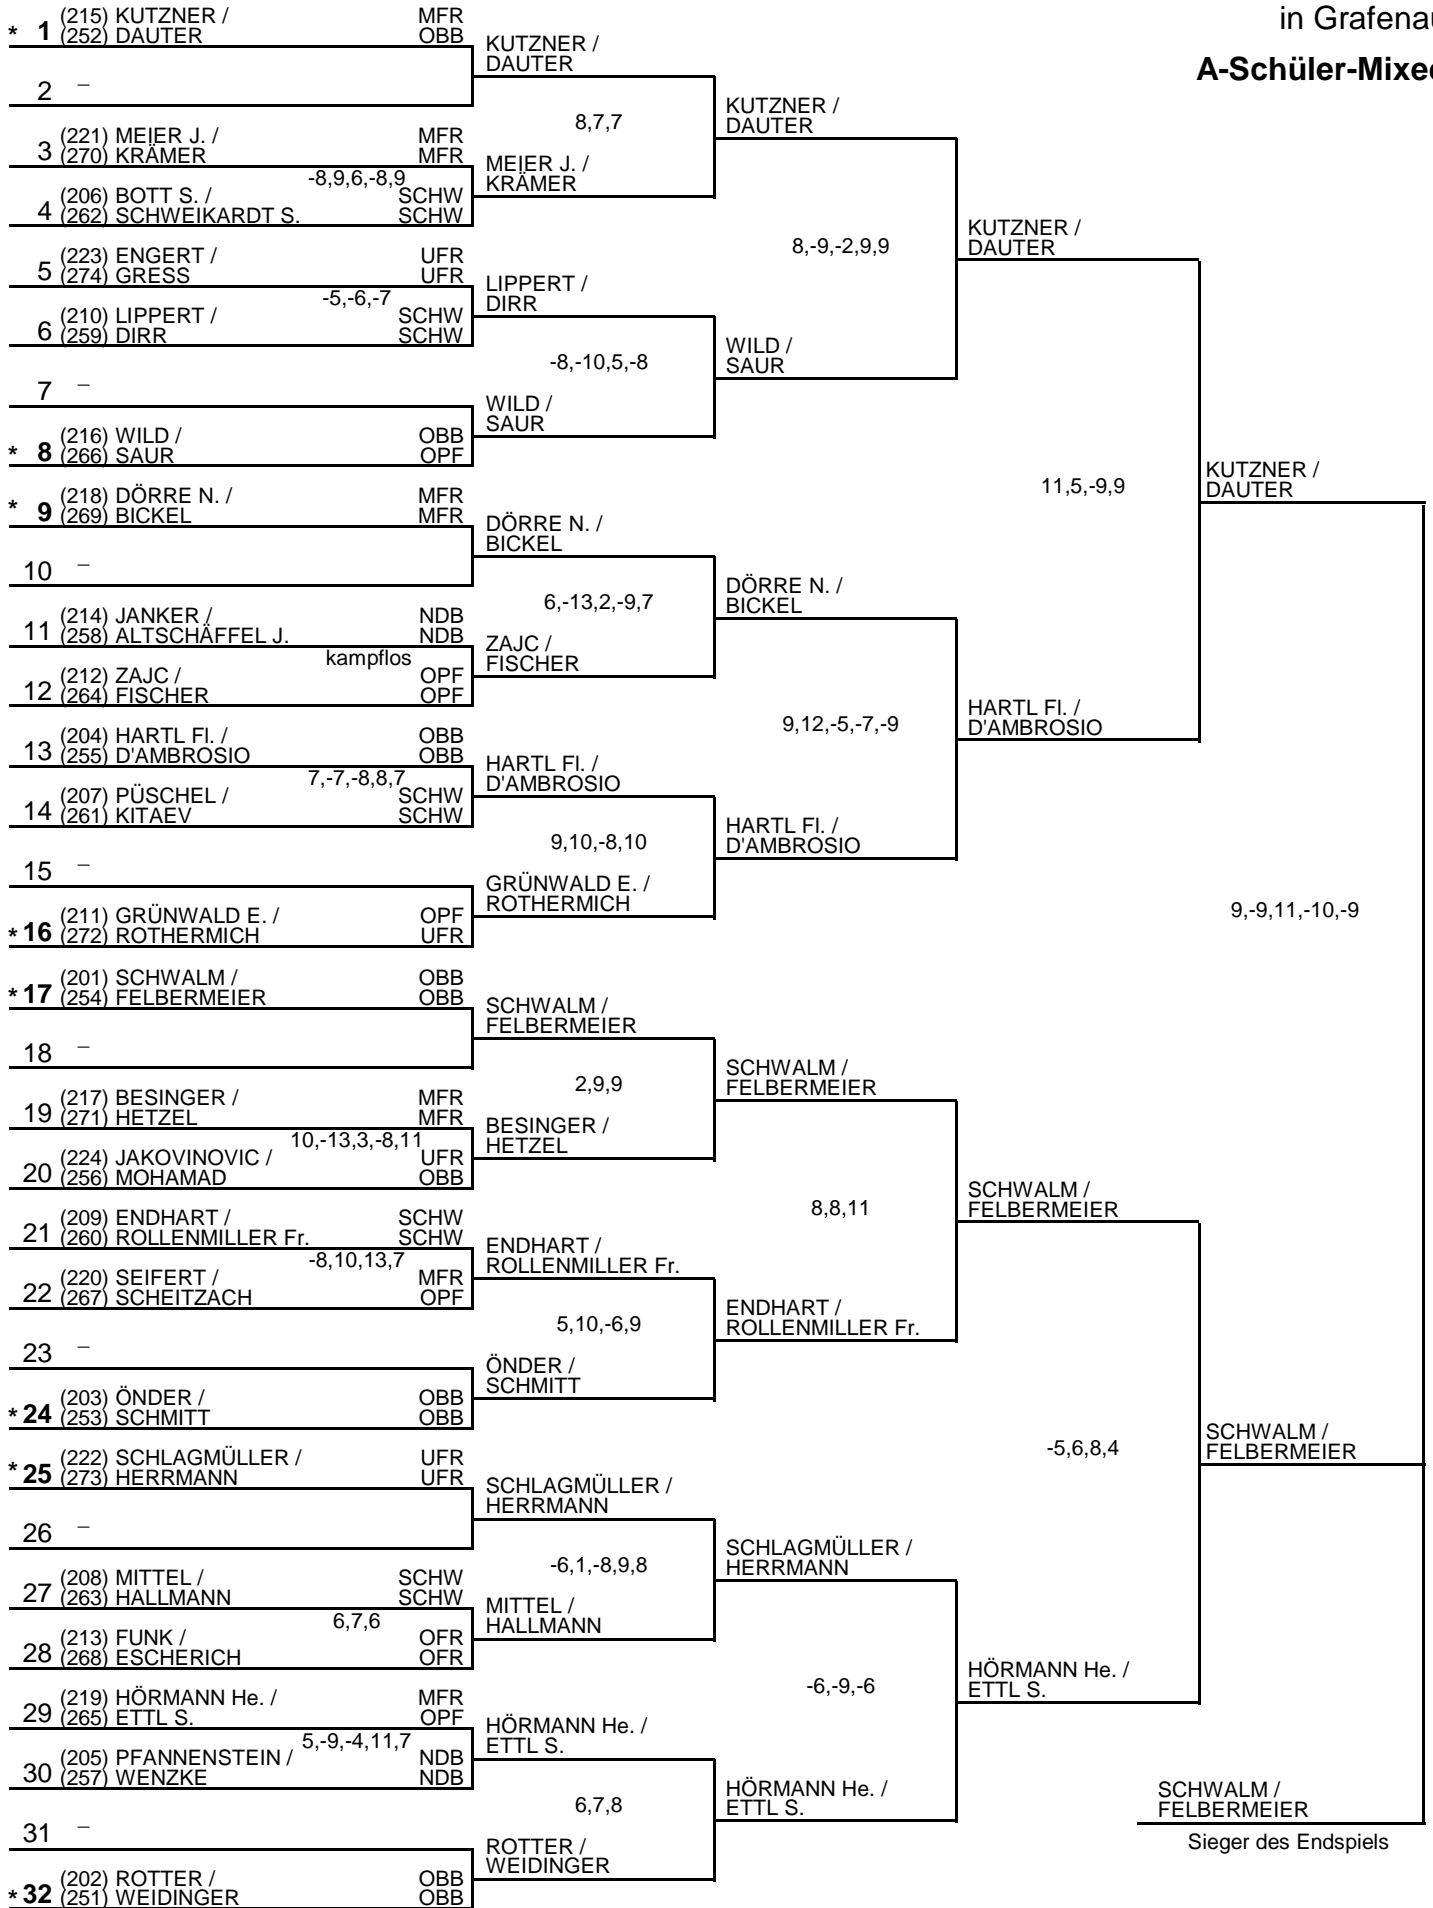 in Grafenau
A-Schüler-Mixed
* 1 (215) KUTZNER / MFR
(252) DAUTER OBB
2 –
3 (221) MEIER J. / MFR
(270) KRÄMER MFR
-8,9,6,-8,9
4 (206) BOTT S. / SCHW
(262) SCHWEIKARDT S. SCHW
5 (223) ENGERT / UFR
(274) GRESS UFR
-5,-6,-7
6 (210) LIPPERT / SCHW
(259) DIRR SCHW
7 –
* 8 (216) WILD / OBB
(266) SAUR OPF
* 9 (218) DÖRRE N. / MFR
(269) BICKEL MFR
10 –
11 (214) JANKER / NDB
(258) ALTSCHÄFFEL J. NDB
kampflos
12 (212) ZAJC / OPF
(264) FISCHER OPF
13 (204) HARTL Fl. / OBB
(255) D'AMBROSIO OBB
7,-7,-8,8,7
14 (207) PÜSCHEL / SCHW
(261) KITAEV SCHW
15 –
* 16 (211) GRÜNWALD E. / OPF
(272) ROTHERMICH UFR
* 17 (201) SCHWALM / OBB
(254) FELBERMEIER OBB
18 –
19 (217) BESINGER / MFR
(271) HETZEL MFR
10,-13,3,-8,11
20 (224) JAKOVINOVIC / UFR
(256) MOHAMAD OBB
21 (209) ENDHART / SCHW
(260) ROLLENMILLER Fr. SCHW
-8,10,13,7
22 (220) SEIFERT / MFR
(267) SCHEITZACH OPF
23 –
* 24 (203) ÖNDER / OBB
(253) SCHMITT OBB
* 25 (222) SCHLAGMÜLLER / UFR
(273) HERRMANN UFR
26 –
27 (208) MITTEL / SCHW
(263) HALLMANN SCHW
6,7,6
28 (213) FUNK / OFR
(268) ESCHERICH OFR
29 (219) HÖRMANN He. / MFR
(265) ETTL S. OPF
5,-9,-4,11,7
30 (205) PFANNENSTEIN / NDB
(257) WENZKE NDB
31 –
* 32 (202) ROTTER / OBB
(251) WEIDINGER OBB
KUTZNER /
DAUTER
8,7,7
MEIER J. /
KRÄMER
LIPPERT /
DIRR
-8,-10,5,-8
WILD /
SAUR
DÖRRE N. /
BICKEL
6,-13,2,-9,7
ZAJC /
FISCHER
HARTL Fl. /
D'AMBROSIO
9,10,-8,10
GRÜNWALD E. /
ROTHERMICH
SCHWALM /
FELBERMEIER
2,9,9
BESINGER /
HETZEL
ENDHART /
ROLLENMILLER Fr.
5,10,-6,9
ÖNDER /
SCHMITT
SCHLAGMÜLLER /
HERRMANN
-6,1,-8,9,8
MITTEL /
HALLMANN
HÖRMANN He. /
ETTL S.
6,7,8
ROTTER /
WEIDINGER
KUTZNER /
DAUTER
8,-9,-2,9,9
WILD /
SAUR
DÖRRE N. /
BICKEL
9,12,-5,-7,-9
HARTL Fl. /
D'AMBROSIO
SCHWALM /
FELBERMEIER
8,8,11
ENDHART /
ROLLENMILLER Fr.
SCHLAGMÜLLER /
HERRMANN
-6,-9,-6
HÖRMANN He. /
ETTL S.
KUTZNER /
DAUTER
11,5,-9,9
HARTL Fl. /
D'AMBROSIO
SCHWALM /
FELBERMEIER
-5,6,8,4
HÖRMANN He. /
ETTL S.
KUTZNER /
DAUTER
9,-9,11,-10,-9
SCHWALM /
FELBERMEIER
SCHWALM /
FELBERMEIER
Sieger des Endspiels